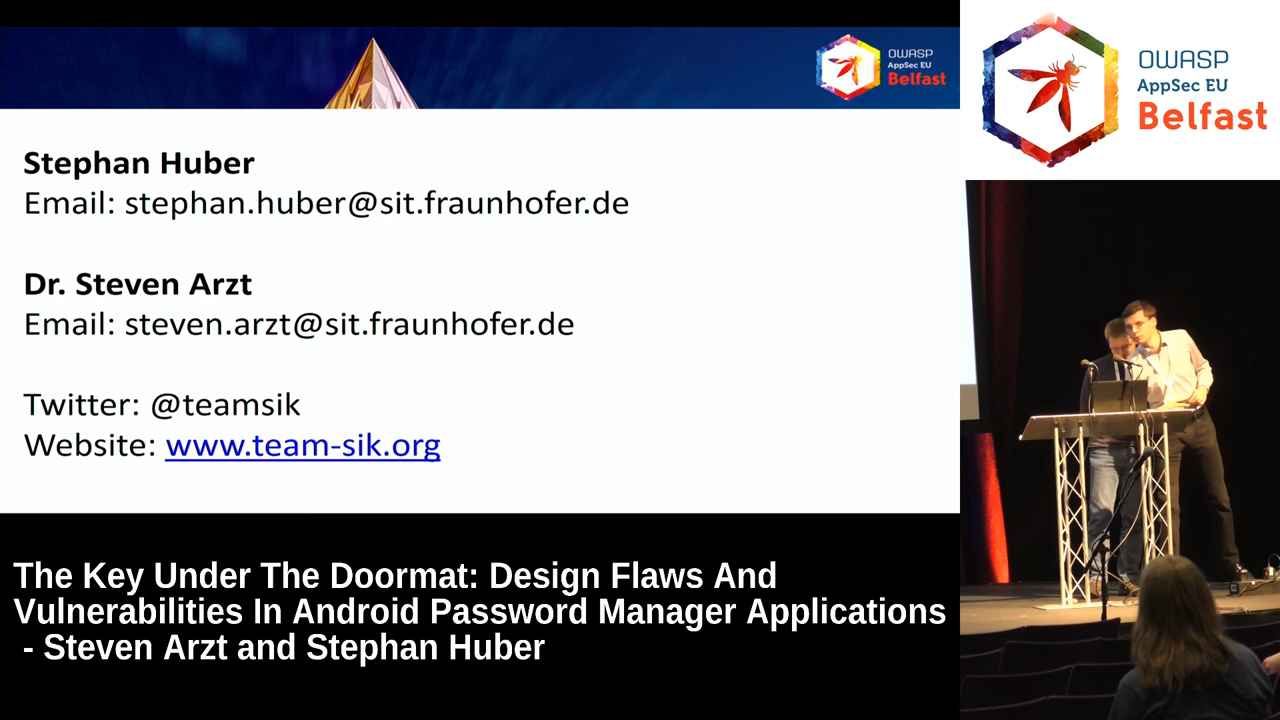 OWASP
AppSec EU
Belfast
Stephan Huber
Email: stephan.huber@sit.fraunhofer.de
Dr. Steven Arzt
Email: steven.arzt@sit.fraunhofer.de
Twitter: @teamsik
Website: www.team-sik.org
The Key Under The Doormat: Design Flaws And
Vulnerabilities In Android Password Manager Applications
- Steven Arzt and Stephan Huber
OWASP
AppSec EU
Belfast